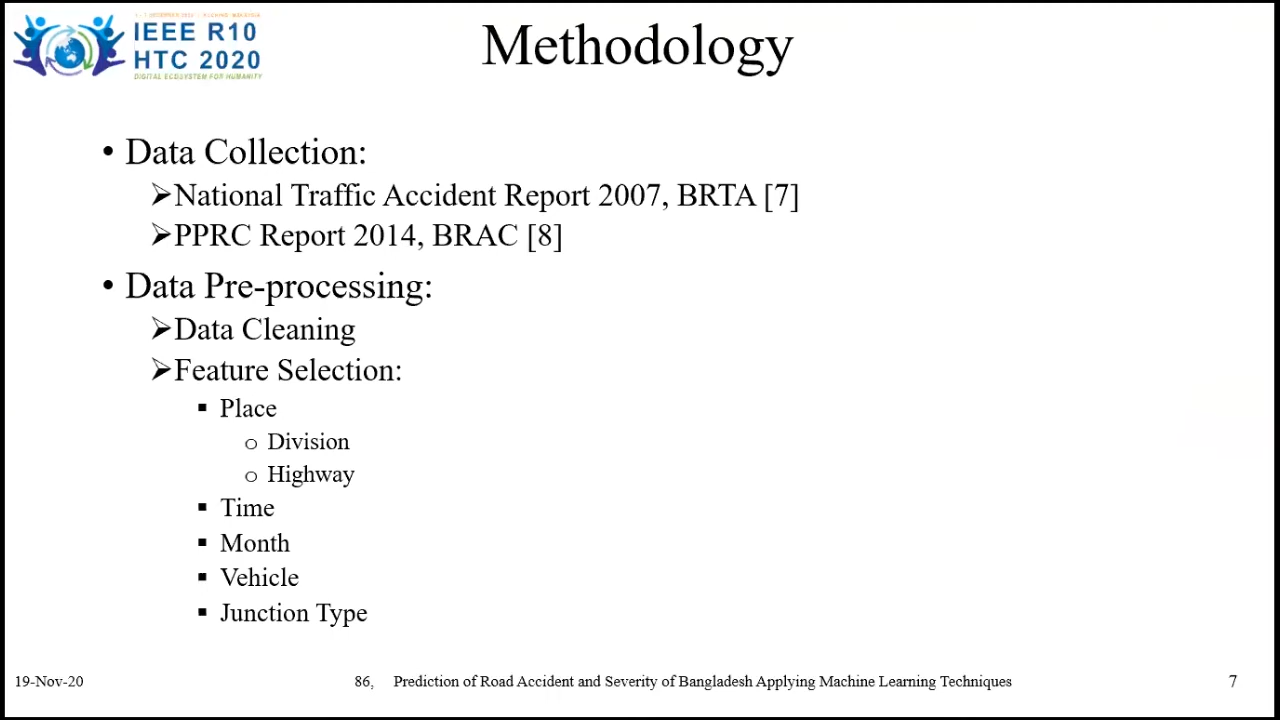 IEEE R10
HTC 2020
DIGITAL ECOSYSTEM FOR HUMANITY
Methodology
• Data Collection:
➢National Traffic Accident Report 2007, BRTA [7]
➢PPRC Report 2014, BRAC [8]
• Data Pre-processing:
➢Data Cleaning
➢Feature Selection:
▪ Place
o Division
o Highway
▪ Time
▪ Month
▪ Vehicle
▪ Junction Type
19-Nov-20
86, Prediction of Road Accident and Severity of Bangladesh Applying Machine Learning Techniques
7